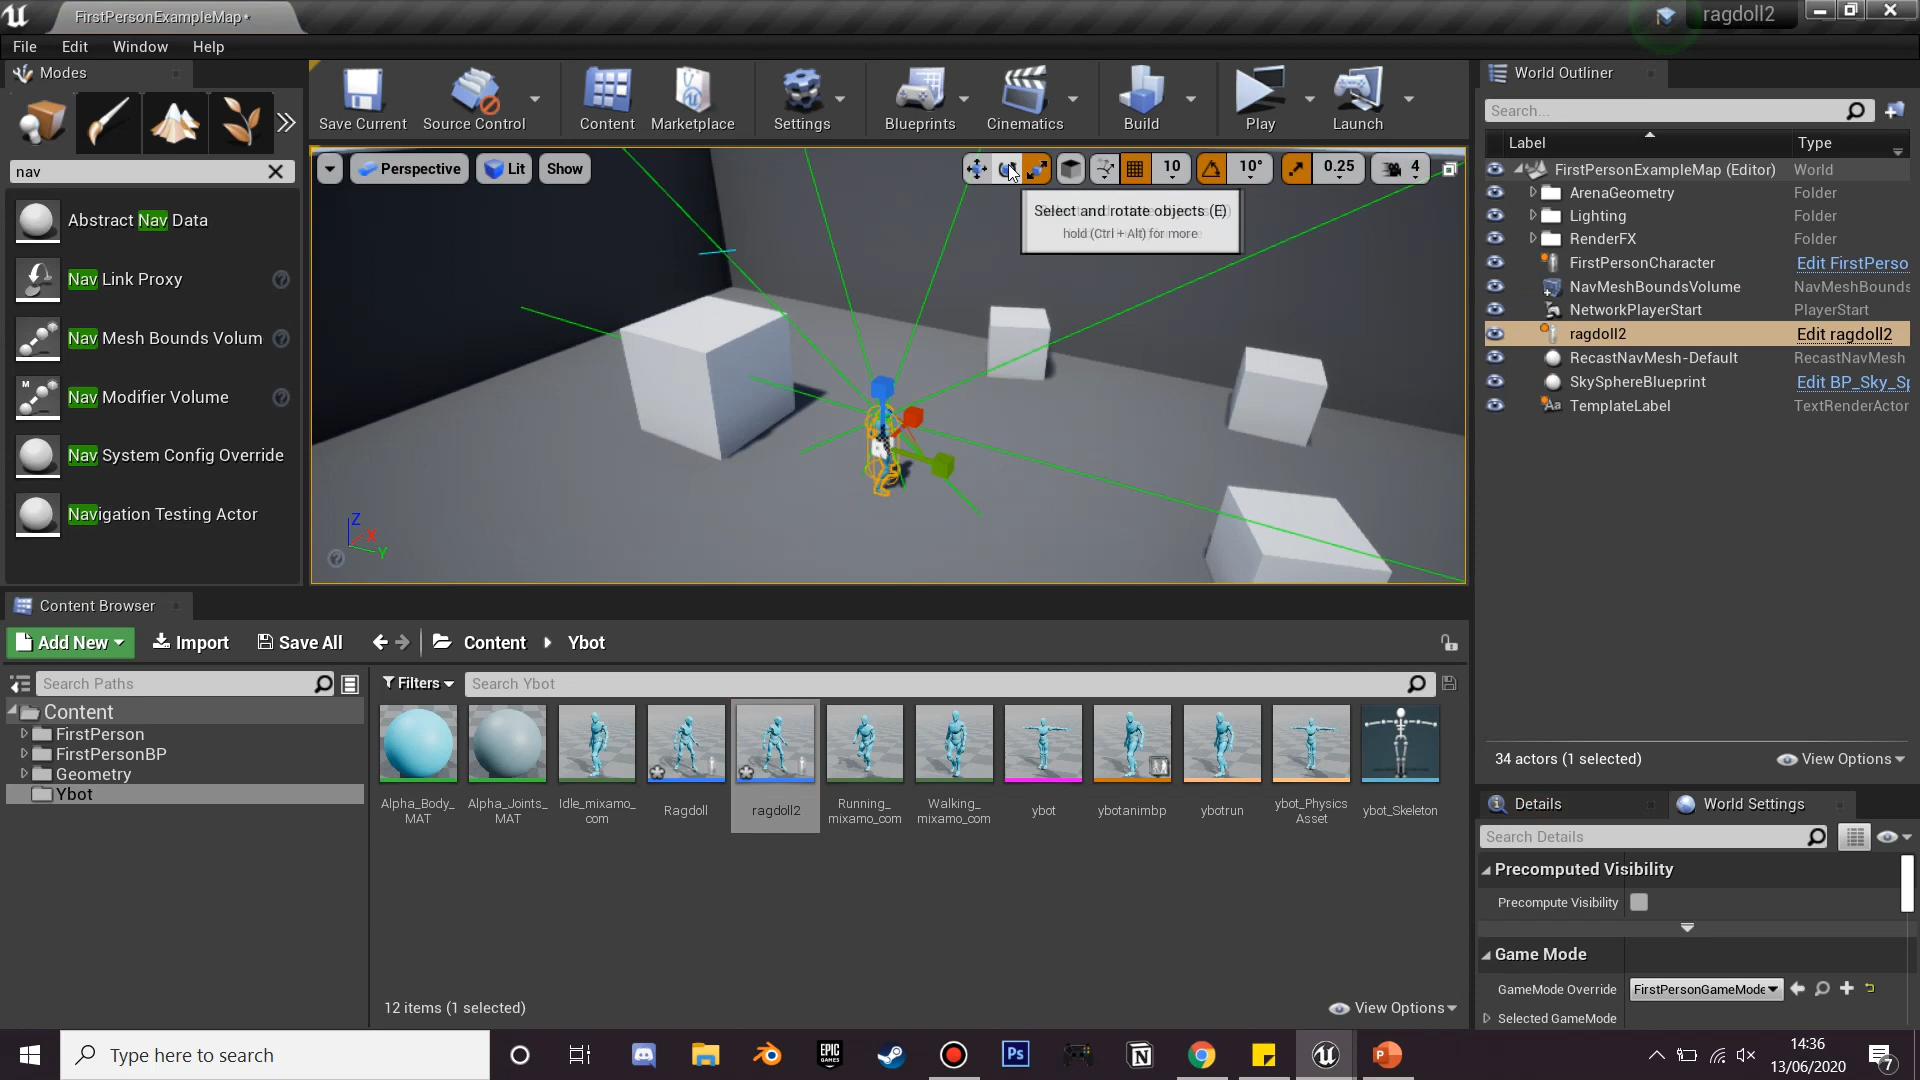 FirstPersonExampleMap•
ragdoll2
File Edit Window Help
Modes
nav
Abstract Nav Data
Nav Link Proxy
Nav Mesh Bounds Volum
Nav Modifier Volume
Nav System Config Override
Navigation Testing Actor
Save Current
Source Control
Content
Marketplace
Settings
Blueprints
Cinematics
Build
Play
Launch
Perspective
Lit
Show
10
10°
0.25
4
Select and rotate objects (E)
hold (Ctrl + Alt) for more
Z
X
Y
World Outliner
Search...
Label Type
FirstPersonExampleMap (Editor) World
ArenaGeometry Folder
Lighting Folder
RenderFX Folder
FirstPersonCharacter Edit FirstPerso
NavMeshBoundsVolume NavMeshBounds
NetworkPlayerStart PlayerStart
ragdoll2 Edit ragdoll2
RecastNavMesh-Default RecastNavMesh
SkySphereBlueprint Edit BP_Sky_Sp
TemplateLabel TextRenderActor
34 actors (1 selected)
View Options
Content Browser
Add New
Import
Save All
Content
Ybot
Search Paths
Filters
Search Ybot
Content
FirstPerson
FirstPersonBP
Geometry
Ybot
Alpha_Body_
MAT
Alpha_Joints_
MAT
Idle_mixamo_
com
Ragdoll
ragdoll2
Running_
mixamo_com
Walking_
mixamo_com
ybot
ybotanimbp
ybotrun
ybot_Physics
Asset
ybot_Skeleton
12 items (1 selected)
View Options
Details
World Settings
Search Details
Precomputed Visibility
Precompute Visibility
Game Mode
GameMode Override
FirstPersonGameMode
Selected GameMode
Type here to search
EPIC
GAMES
Ps
14:36
13/06/2020
7